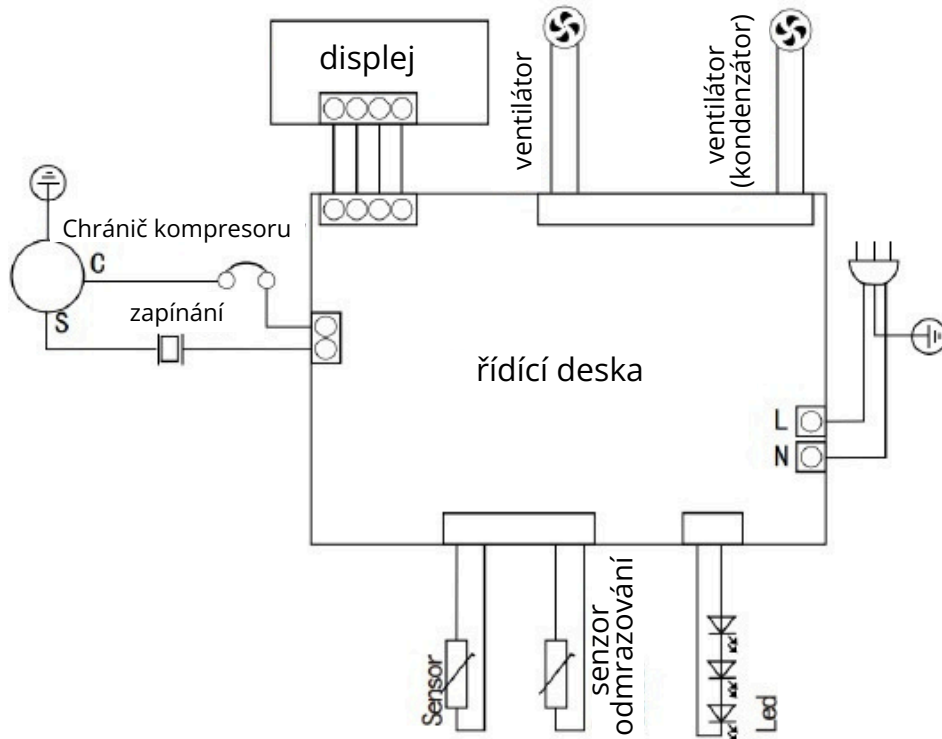 displej
ventilátor
ventilátor
(kondenzátor)
Chránič kompresoru
C
S
zapínání
řídící deska
L
N
Sensor
senzor
odmrazování
Led